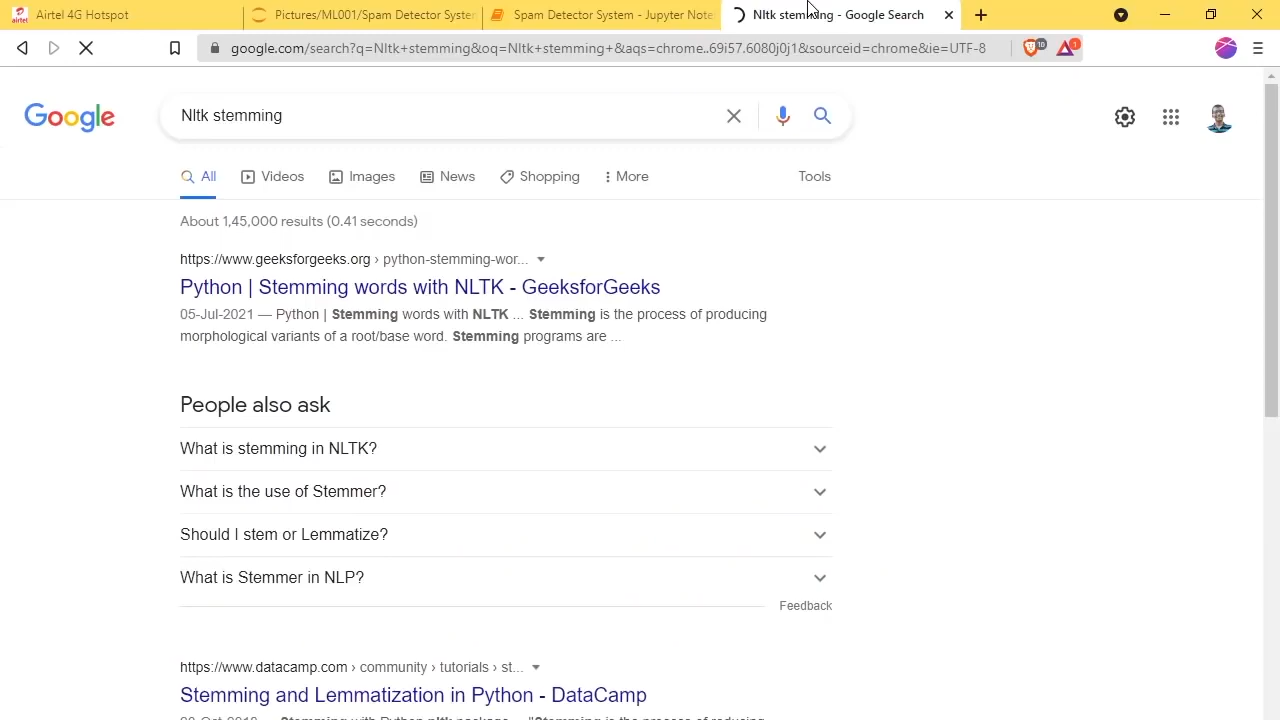 airtel Airtel 4G Hotspot
Pictures/ML001/Spam Detector Syste
Spam Detector System - Jupyter Note
Nltk stemming - Google Search
google.com/search?q=Nltk+stemming&oq=Nltk+stemming+&aqs=chrome..69i57.6080j0j1&sourceid=chrome&ie=UTF-8
10
1
Google
Nltk stemming
All
Videos
Images
News
Shopping
More
Tools
About 1,45,000 results (0.41 seconds)
https://www.geeksforgeeks.org › python-stemming-wor...
Python | Stemming words with NLTK - GeeksforGeeks
05-Jul-2021 — Python | Stemming words with NLTK ... Stemming is the process of producing
morphological variants of a root/base word. Stemming programs are ...
People also ask
What is stemming in NLTK?
What is the use of Stemmer?
Should I stem or Lemmatize?
What is Stemmer in NLP?
Feedback
https://www.datacamp.com › community › tutorials › st...
Stemming and Lemmatization in Python - DataCamp